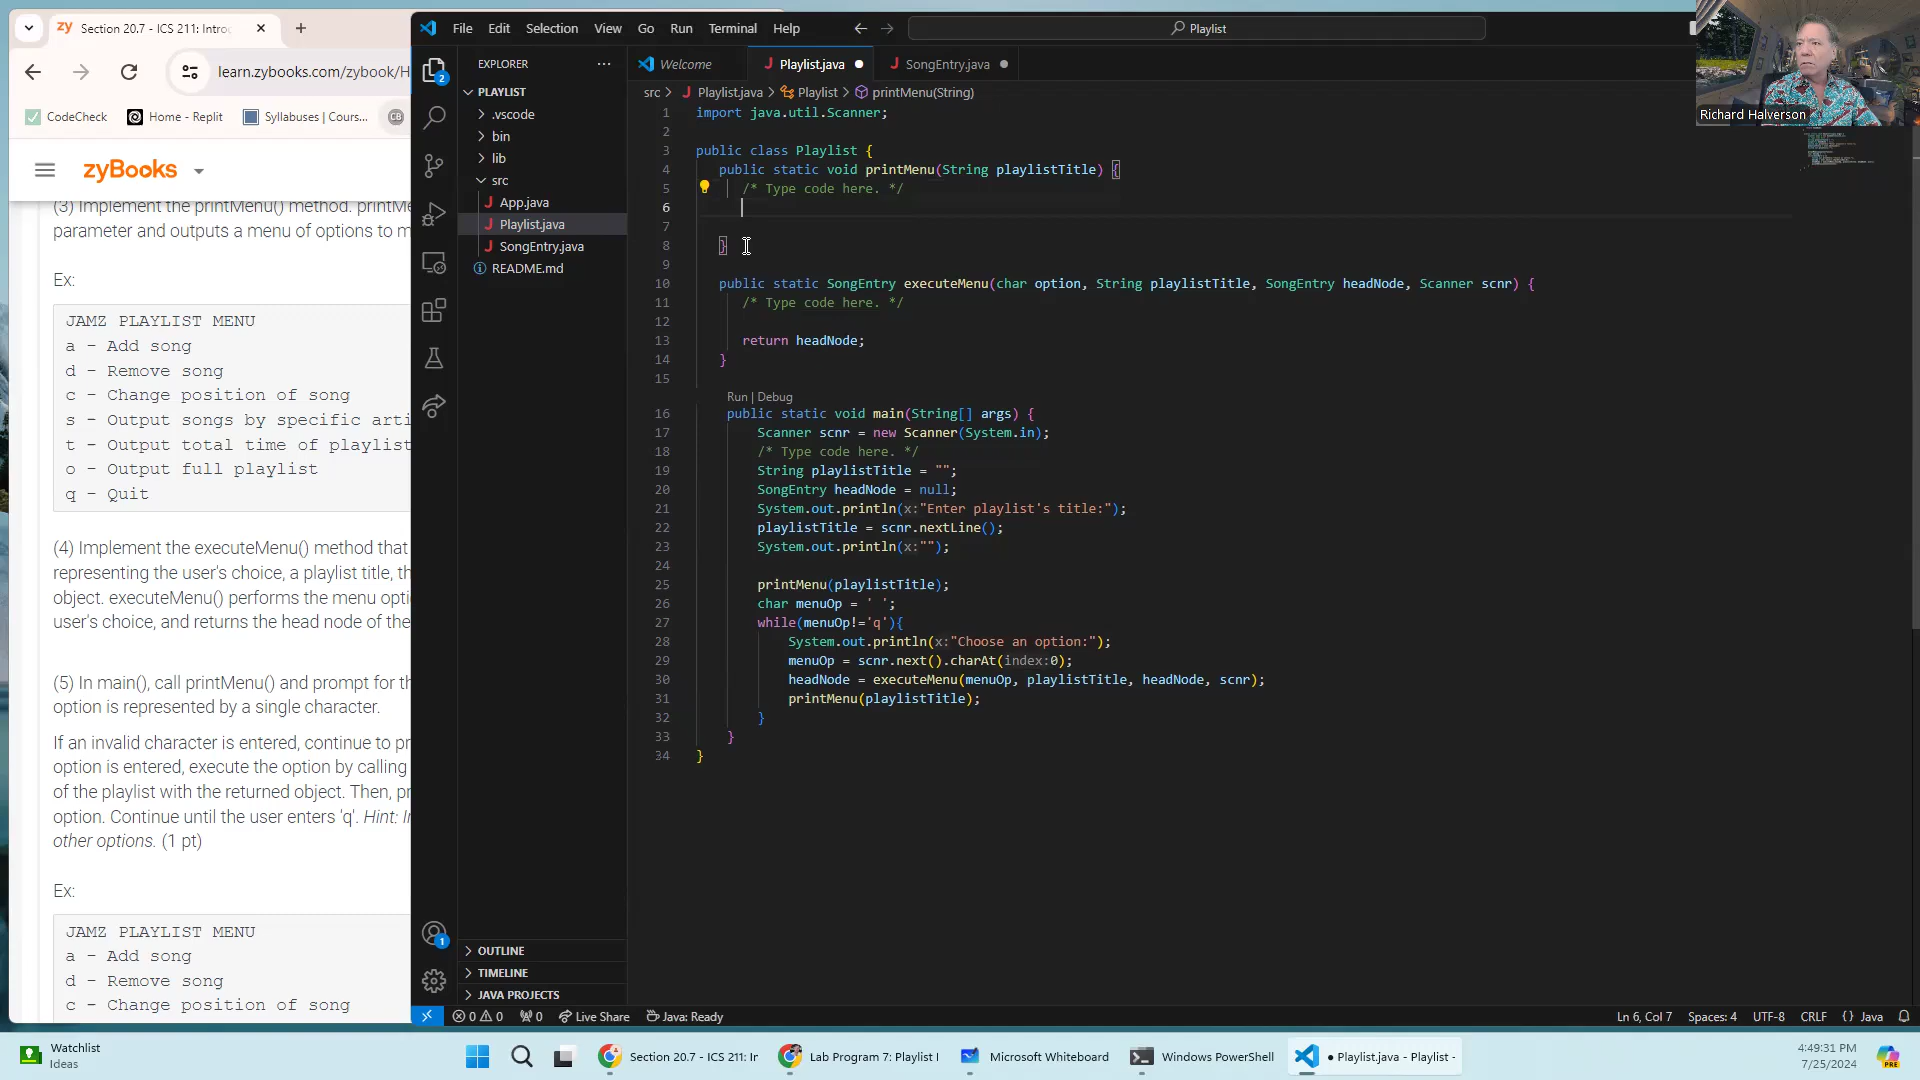 Section 20.7 - ICS 211: Introd
learn.zybooks.com/zybook/H
CodeCheck
Home - Replit
Syllabuses | Cours...
CB
zyBooks
(3) Implement the printMenu() method. printMe
parameter and outputs a menu of options to m
Ex:
JAMZ PLAYLIST MENU
a - Add song
d - Remove song
c - Change position of song
s - Output songs by specific arti
t - Output total time of playlist
o - Output full playlist
q - Quit
(4) Implement the executeMenu() method that
representing the user's choice, a playlist title, th
object. executeMenu() performs the menu opti
user's choice, and returns the head node of the
(5) In main(), call printMenu() and prompt for th
option is represented by a single character.
If an invalid character is entered, continue to pr
option is entered, execute the option by calling
of the playlist with the returned object. Then, pr
option. Continue until the user enters 'q'. Hint: I
other options. (1 pt)
Ex:
JAMZ PLAYLIST MENU
a - Add song
d - Remove song
c - Change position of song
File Edit Selection View Go Run Terminal Help
Playlist
EXPLORER
PLAYLIST
.vscode
bin
lib
src
App.java
Playlist.java
SongEntry.java
README.md
OUTLINE
TIMELINE
JAVA PROJECTS
2
1
Welcome
Playlist.java
SongEntry.java
src > Playlist.java > Playlist > printMenu(String)
1 import java.util.Scanner;
2
3 public class Playlist {
4 public static void printMenu(String playlistTitle) {
5 /* Type code here. */
6
7
8 }
9
10 public static SongEntry executeMenu(char option, String playlistTitle, SongEntry headNode, Scanner scnr) {
11 /* Type code here. */
12
13 return headNode;
14 }
15
Run | Debug
16 public static void main(String[] args) {
17 Scanner scnr = new Scanner(System.in);
18 /* Type code here. */
19 String playlistTitle = "";
20 SongEntry headNode = null;
21 System.out.println(x:"Enter playlist's title:");
22 playlistTitle = scnr.nextLine();
23 System.out.println(x:"");
24
25 printMenu(playlistTitle);
26 char menuOp = ' ';
27 while(menuOp!='q'){
28 System.out.println(x:"Choose an option:");
29 menuOp = scnr.next().charAt(index:0);
30 headNode = executeMenu(menuOp, playlistTitle, headNode, scnr);
31 printMenu(playlistTitle);
32 }
33 }
34 }
Richard Halverson
0 0 0 Live Share Java: Ready
Ln 6, Col 7 Spaces: 4 UTF-8 CRLF {} Java
Watchlist
Ideas
Section 20.7 - ICS 211: Ir
Lab Program 7: Playlist I
Microsoft Whiteboard
Windows PowerShell
● Playlist.java - Playlist -
4:49:31 PM
7/25/2024
PRE